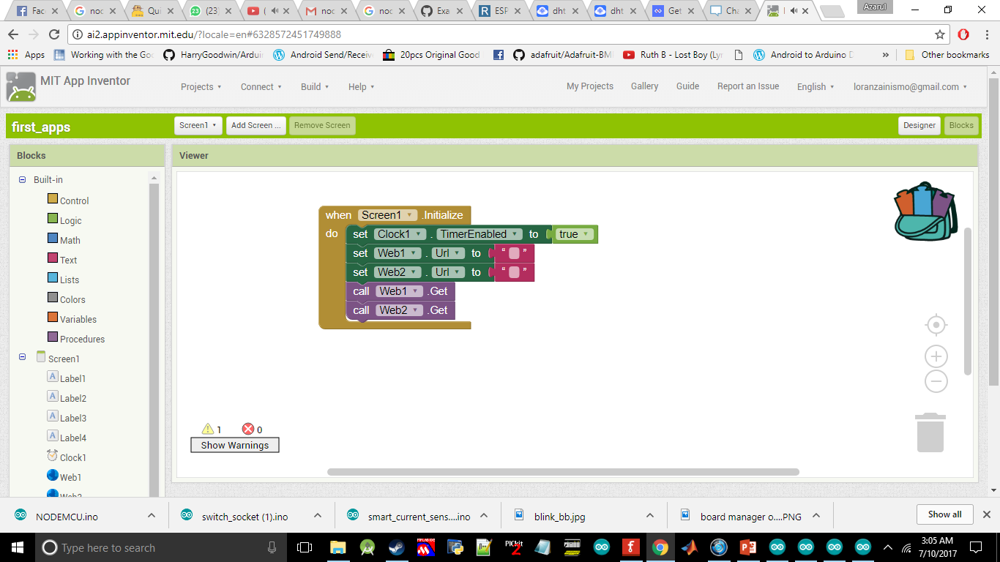 Azarul
Fac
noc
Qui
(23)
(
noc
noc
Exa
ESP
dht
dht
Get
Cha
ai2.appinventor.mit.edu/?locale=en#6328572451749888
Apps
Working with the Go
HarryGoodwin/Ardui
Android Send/Receiv
20pcs Original Good
adafruit/Adafruit-BM
Ruth B - Lost Boy (Lyr
Android to Arduino D
»
Other bookmarks
MIT App Inventor
Projects
Connect
Build
Help
My Projects
Gallery
Guide
Report an Issue
English
loranzainismo@gmail.com
first_apps
Screen1
Add Screen ...
Remove Screen
Designer
Blocks
Blocks
Built-in
Control
Logic
Math
Text
Lists
Colors
Variables
Procedures
Screen1
Label1
Label2
Label3
Label4
Clock1
Web1
Web2
Viewer
when Screen1 .Initialize
do set Clock1 . TimerEnabled to true
set Web1 . Url to “ ”
set Web2 . Url to “ ”
call Web1 .Get
call Web2 .Get
1 0
Show Warnings
NODEMCU.ino
switch_socket (1).ino
smart_current_sens....ino
blink_bb.jpg
board manager o....PNG
Show all
Type here to search
PICkit
2
3:05 AM
7/10/2017